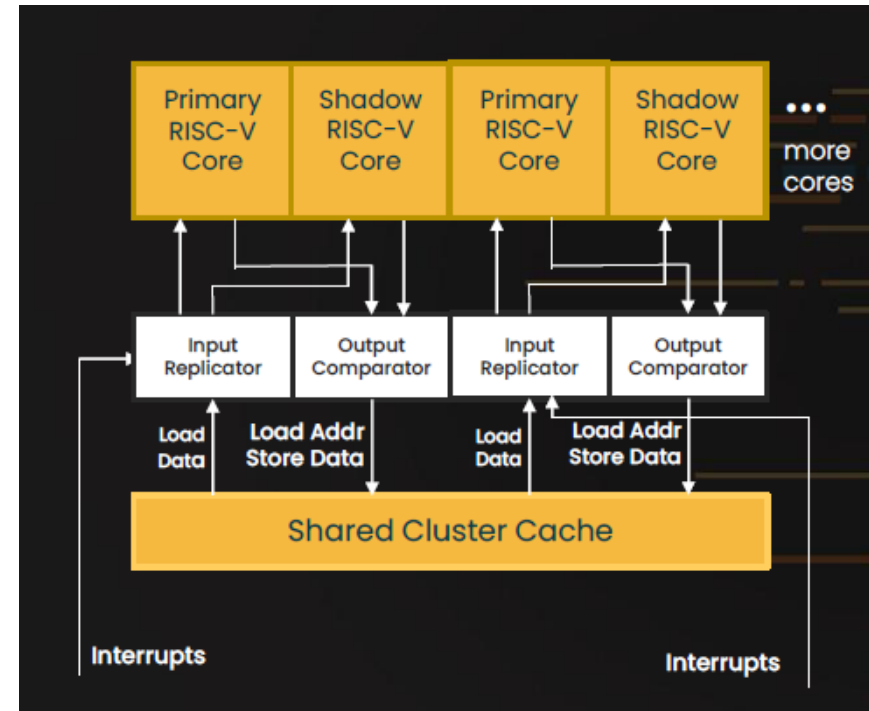 Primary
RISC-V
Core
Shadow
RISC-V
Core
Primary
RISC-V
Core
Shadow
RISC-V
Core
...
more
cores
Input
Replicator
Output
Comparator
Input
Replicator
Output
Comparator
Load
Data
Load Addr
Store Data
Load
Data
Load Addr
Store Data
Shared Cluster Cache
Interrupts
Interrupts